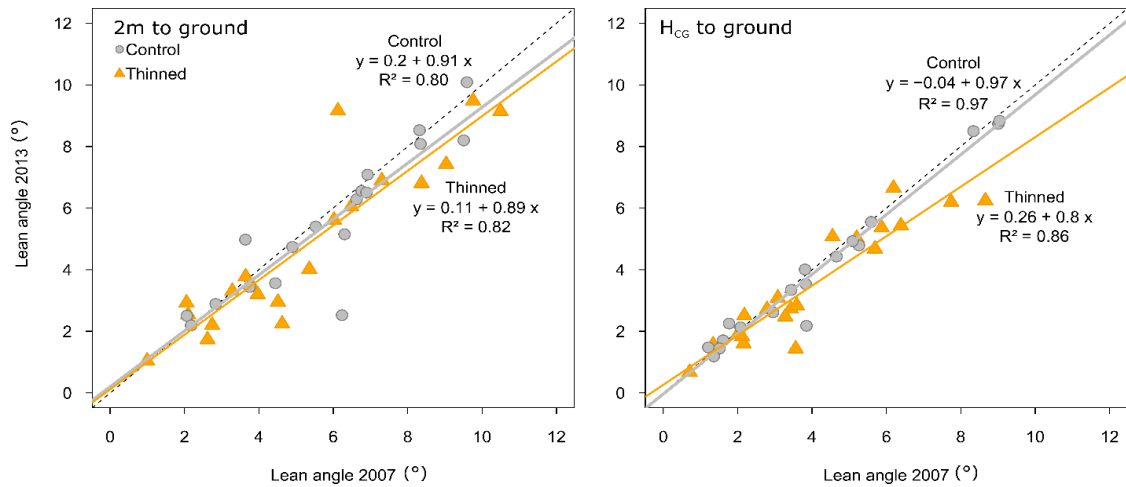 2m to ground
Control
Thinned
Control
y = 0.2 + 0.91 x
R² = 0.80
Thinned
y = 0.11 + 0.89 x
R² = 0.82
12
10
8
6
4
2
0
0 2 4 6 8 10 12
Lean angle 2013 (°)
Lean angle 2007 (°)
HCG to ground
Control
y = −0.04 + 0.97 x
R² = 0.97
Thinned
y = 0.26 + 0.8 x
R² = 0.86
12
10
8
6
4
2
0
0 2 4 6 8 10 12
Lean angle 2007 (°)